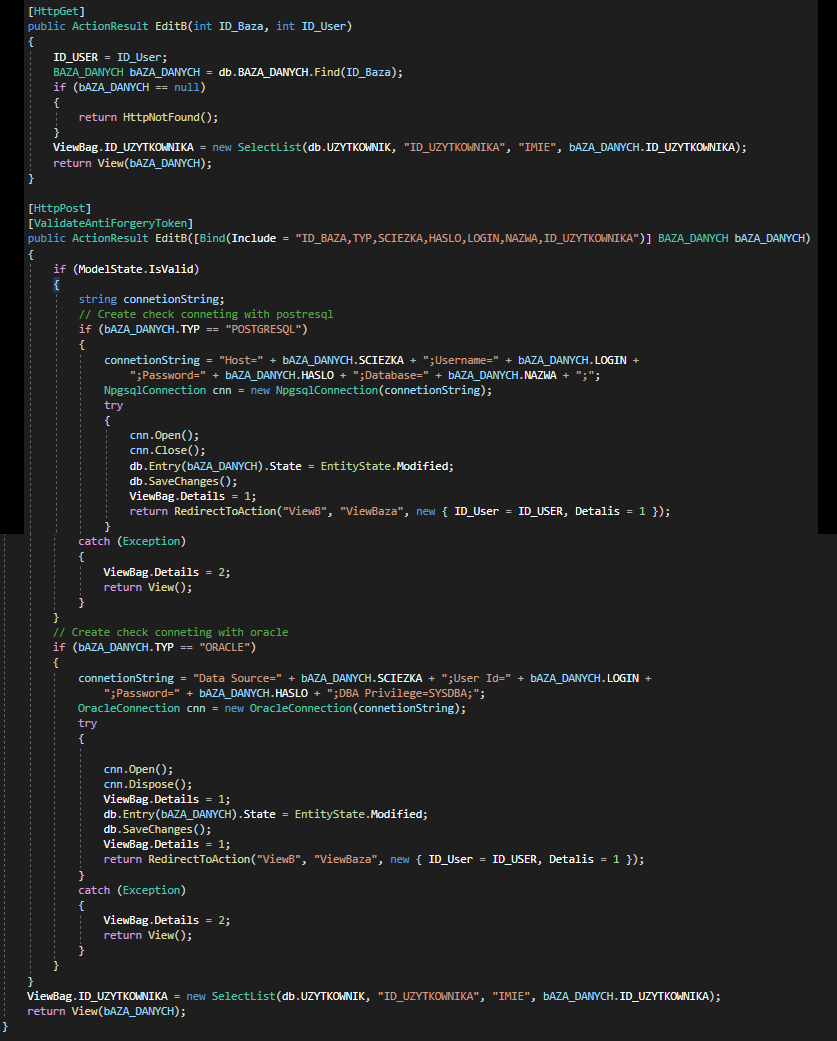 [HttpGet]
public ActionResult EditB(int ID_Baza, int ID_User)
{
ID_USER = ID_User;
BAZA_DANYCH bAZA_DANYCH = db.BAZA_DANYCH.Find(ID_Baza);
if (bAZA_DANYCH == null)
{
return HttpNotFound();
}
ViewBag.ID_UZYTKOWNIKA = new SelectList(db.UZYTKOWNIK, "ID_UZYTKOWNIKA", "IMIE", bAZA_DANYCH.ID_UZYTKOWNIKA);
return View(bAZA_DANYCH);
}
[HttpPost]
[ValidateAntiForgeryToken]
public ActionResult EditB([Bind(Include = "ID_BAZA,TYP,SCIEZKA,HASLO,LOGIN,NAZWA,ID_UZYTKOWNIKA")] BAZA_DANYCH bAZA_DANYCH)
{
if (ModelState.IsValid)
{
string connetionString;
// Create check conneting with postresql
if (bAZA_DANYCH.TYP == "POSTGRESQL")
{
connetionString = "Host=" + bAZA_DANYCH.SCIEZKA + ";Username=" + bAZA_DANYCH.LOGIN +
";Password=" + bAZA_DANYCH.HASLO + ";Database=" + bAZA_DANYCH.NAZWA + ";";
NpgsqlConnection cnn = new NpgsqlConnection(connetionString);
try
{
cnn.Open();
cnn.Close();
db.Entry(bAZA_DANYCH).State = EntityState.Modified;
db.SaveChanges();
ViewBag.Details = 1;
return RedirectToAction("ViewB", "ViewBaza", new { ID_User = ID_USER, Detalis = 1 });
}
catch (Exception)
{
ViewBag.Details = 2;
return View();
}
}
// Create check conneting with oracle
if (bAZA_DANYCH.TYP == "ORACLE")
{
connetionString = "Data Source=" + bAZA_DANYCH.SCIEZKA + ";User Id=" + bAZA_DANYCH.LOGIN +
";Password=" + bAZA_DANYCH.HASLO + ";DBA Privilege=SYSDBA;";
OracleConnection cnn = new OracleConnection(connetionString);
try
{
cnn.Open();
cnn.Dispose();
ViewBag.Details = 1;
db.Entry(bAZA_DANYCH).State = EntityState.Modified;
db.SaveChanges();
ViewBag.Details = 1;
return RedirectToAction("ViewB", "ViewBaza", new { ID_User = ID_USER, Detalis = 1 });
}
catch (Exception)
{
ViewBag.Details = 2;
return View();
}
}
}
ViewBag.ID_UZYTKOWNIKA = new SelectList(db.UZYTKOWNIK, "ID_UZYTKOWNIKA", "IMIE", bAZA_DANYCH.ID_UZYTKOWNIKA);
return View(bAZA_DANYCH);
}